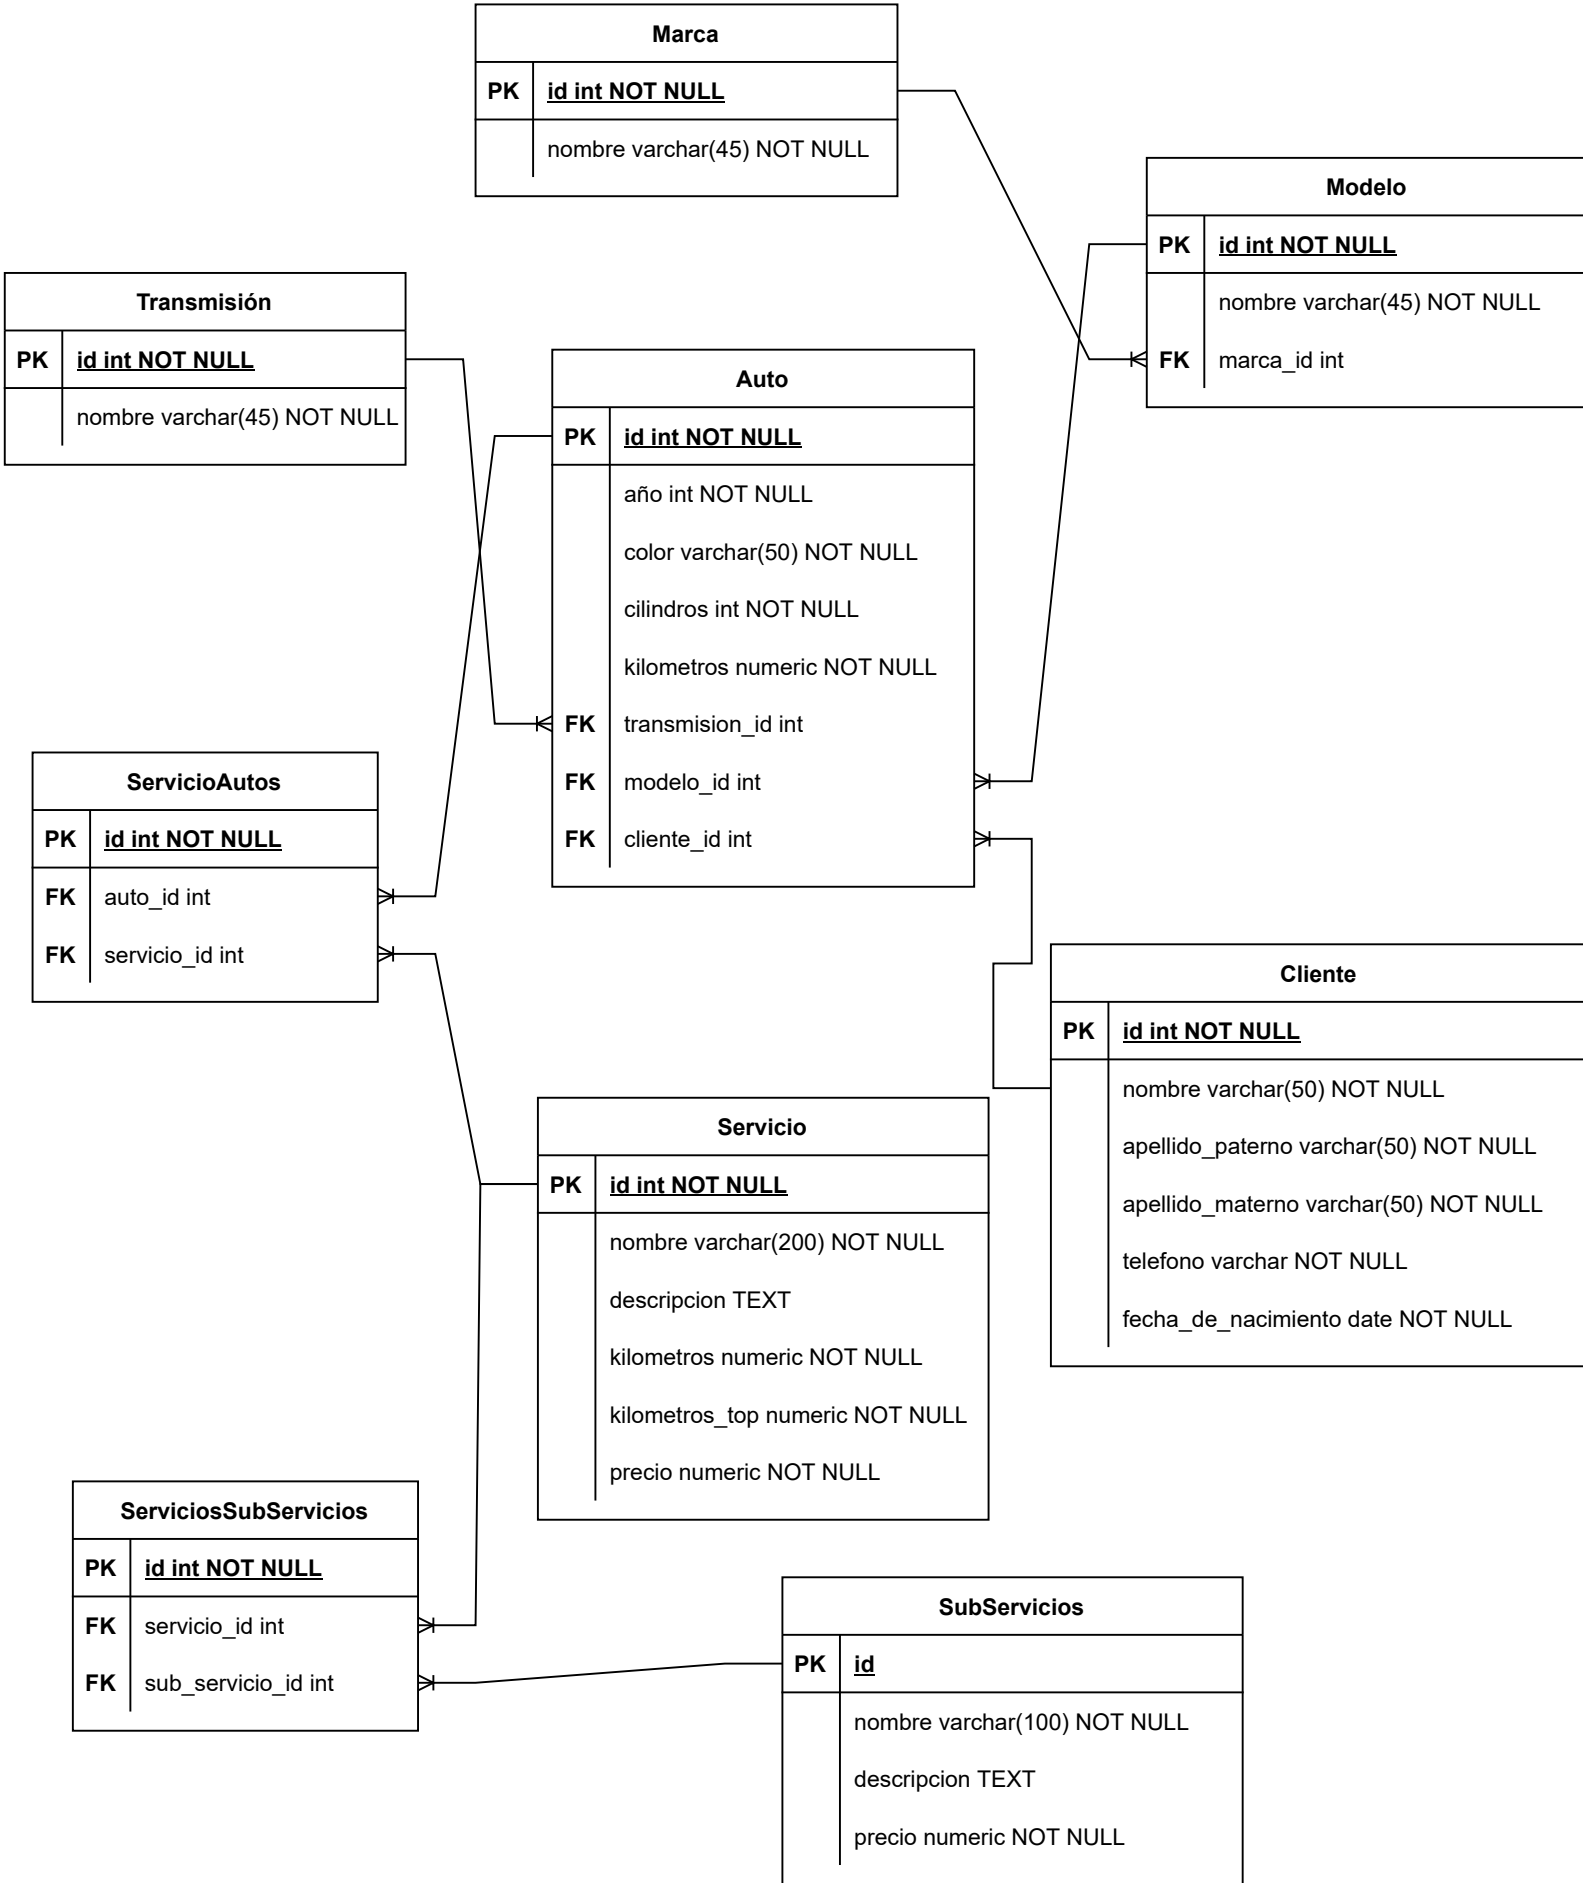 Marca
PK id int NOT NULL
nombre varchar(45) NOT NULL
Modelo
PK id int NOT NULL
nombre varchar(45) NOT NULL
FK marca_id int
Transmisión
PK id int NOT NULL
nombre varchar(45) NOT NULL
Auto
PK id int NOT NULL
año int NOT NULL
color varchar(50) NOT NULL
cilindros int NOT NULL
kilometros numeric NOT NULL
FK transmision_id int
FK modelo_id int
FK cliente_id int
ServicioAutos
PK id int NOT NULL
FK auto_id int
FK servicio_id int
Cliente
PK id int NOT NULL
nombre varchar(50) NOT NULL
apellido_paterno varchar(50) NOT NULL
apellido_materno varchar(50) NOT NULL
telefono varchar NOT NULL
fecha_de_nacimiento date NOT NULL
Servicio
PK id int NOT NULL
nombre varchar(200) NOT NULL
descripcion TEXT
kilometros numeric NOT NULL
kilometros_top numeric NOT NULL
precio numeric NOT NULL
ServiciosSubServicios
PK id int NOT NULL
FK servicio_id int
FK sub_servicio_id int
SubServicios
PK id
nombre varchar(100) NOT NULL
descripcion TEXT
precio numeric NOT NULL